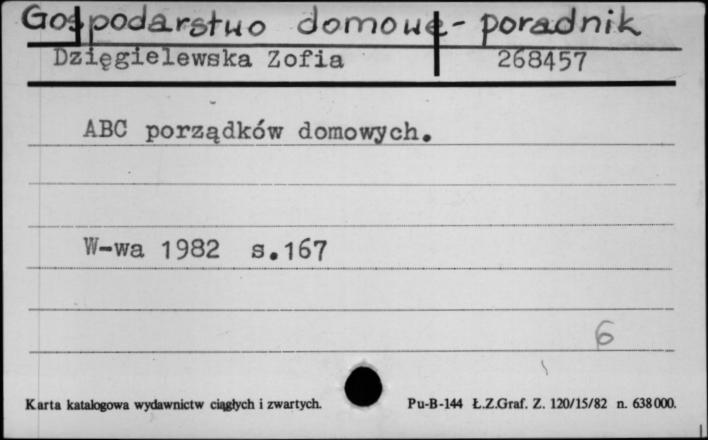 Gospodarstwo domowe - poradnik
Dzięgielewska Zofia 268457
ABC porządków domowych.
W-wa 1982 s.167
6
Karta katalogowa wydawnictw ciągłych i zwartych. Pu-B-144 Ł.Z.Graf. Z. 120/15/82 n. 638000.